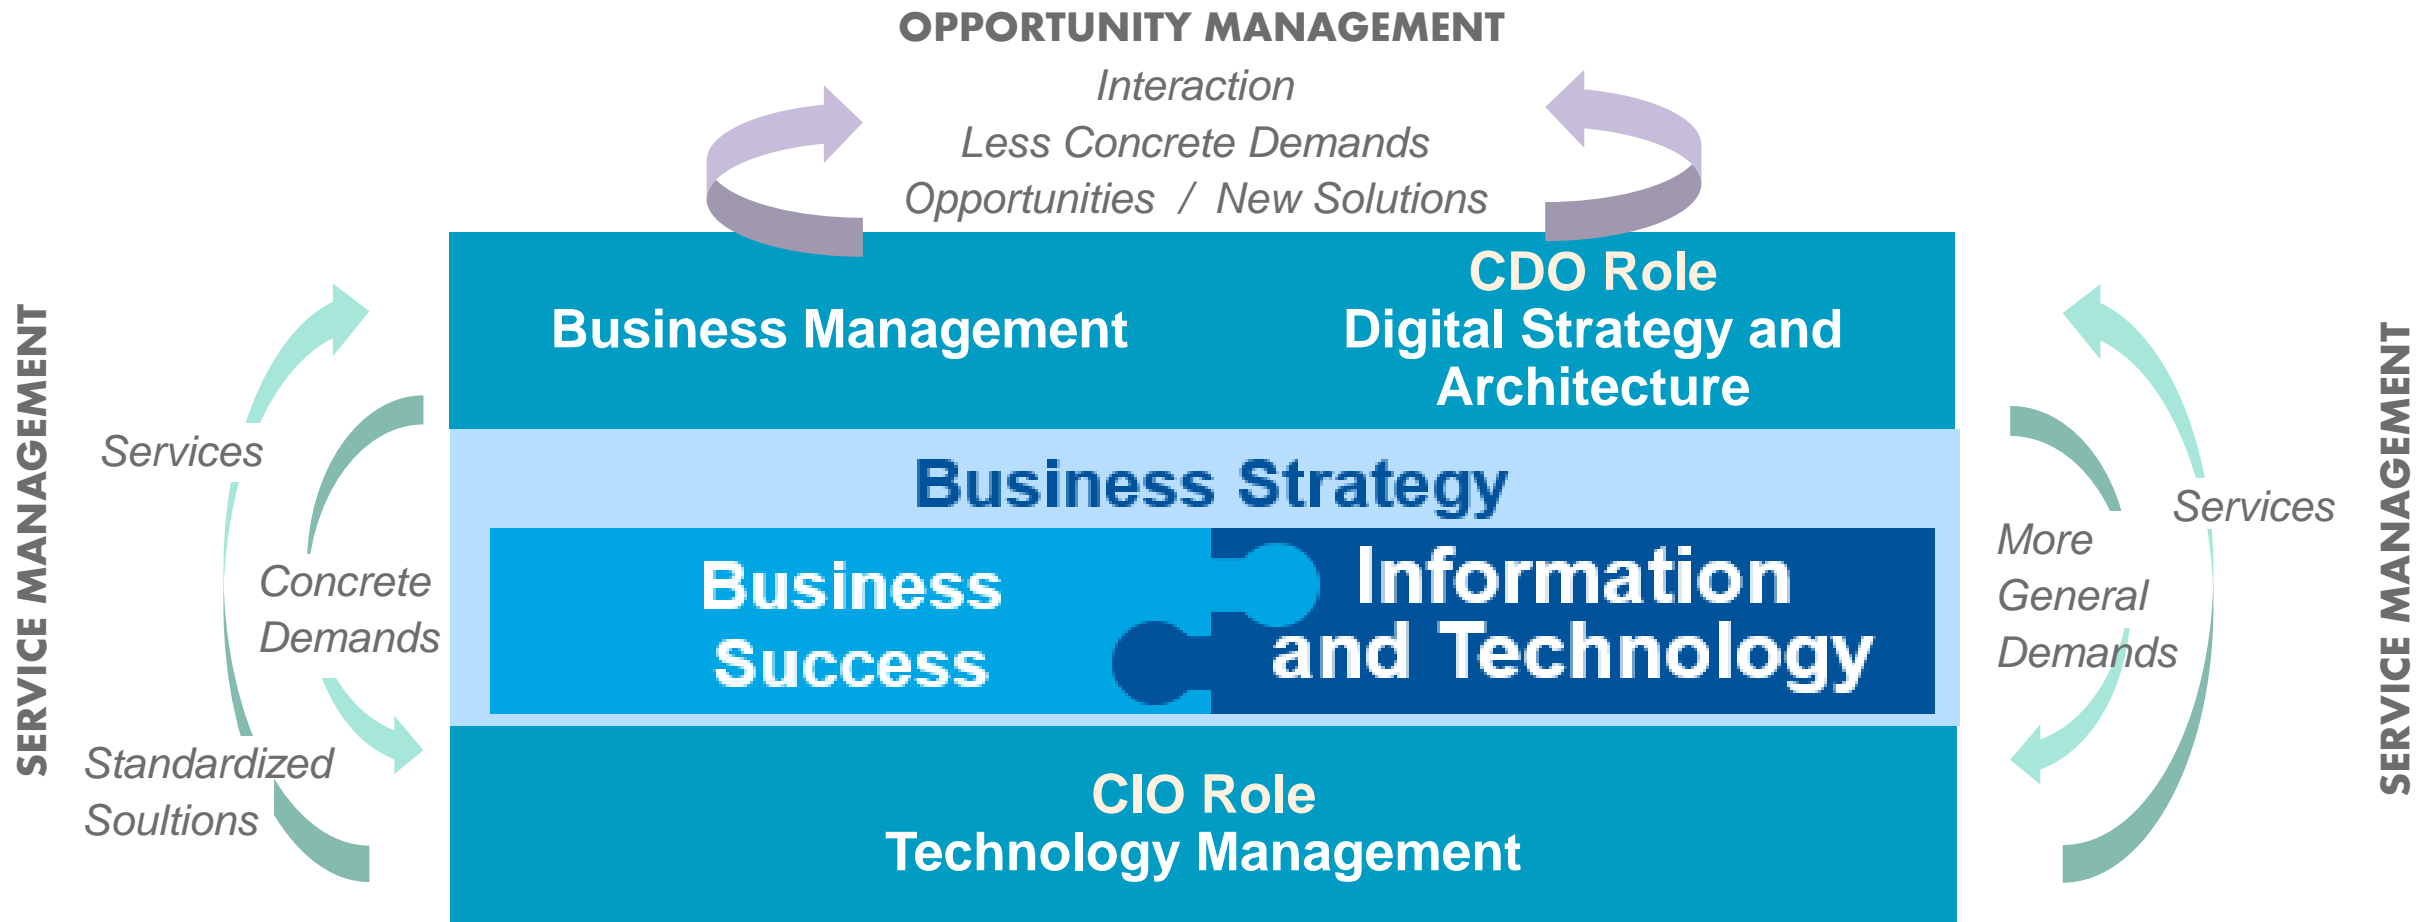 OPPORTUNITY MANAGEMENT
Interaction
Less Concrete Demands
Opportunities / New Solutions
SERVICE MANAGEMENT
Services
Concrete
Demands
Standardized
Soultions
Business Management
CDO Role
Digital Strategy and
Architecture
Business Strategy
Business
Success
Information
and Technology
CIO Role
Technology Management
More
General
Demands
Services
SERVICE MANAGEMENT